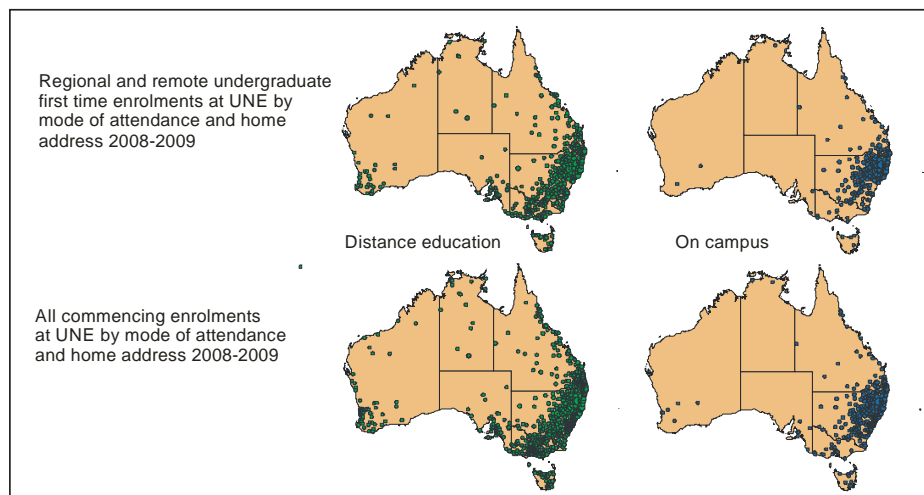 Regional and remote undergraduate
first time enrolments at UNE by
mode of attendance and home
address 2008-2009
Distance education
On campus
All commencing enrolments
at UNE by mode of attendance
and home address 2008-2009